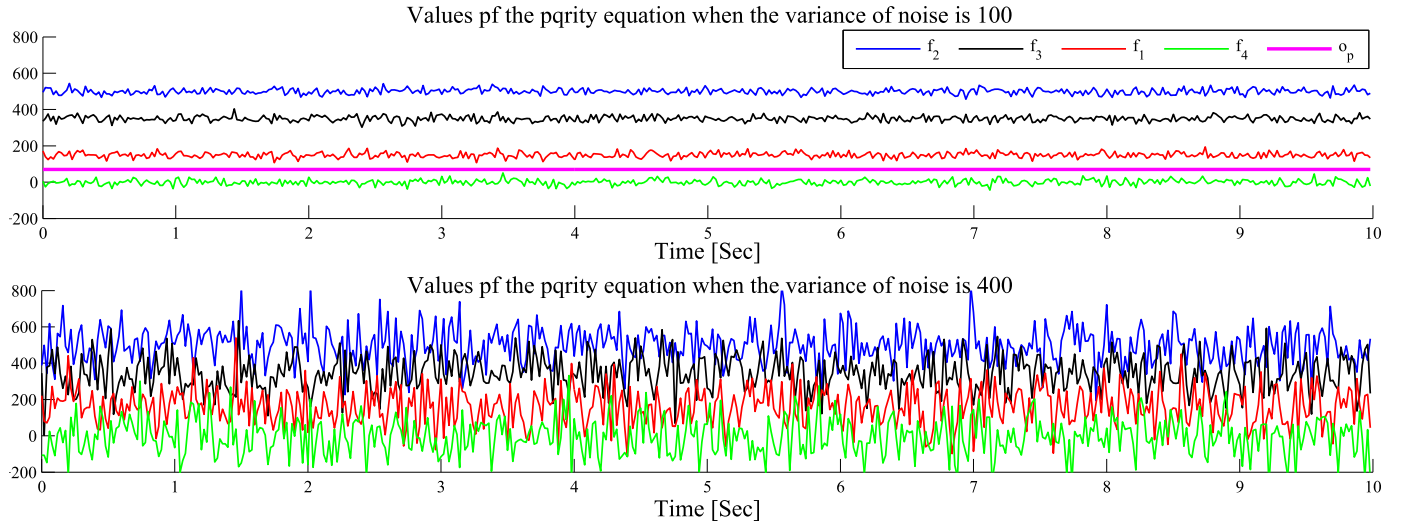 Values pf the pqrity equation when the variance of noise is 100
f2 f3 f1 f4 op
800
600
400
200
0
-200
0 1 2 3 4 5 6 7 8 9 10
Time [Sec]
Values pf the pqrity equation when the variance of noise is 400
800
600
400
200
0
200
0 1 2 3 4 5 6 7 8 9 10
Time [Sec]